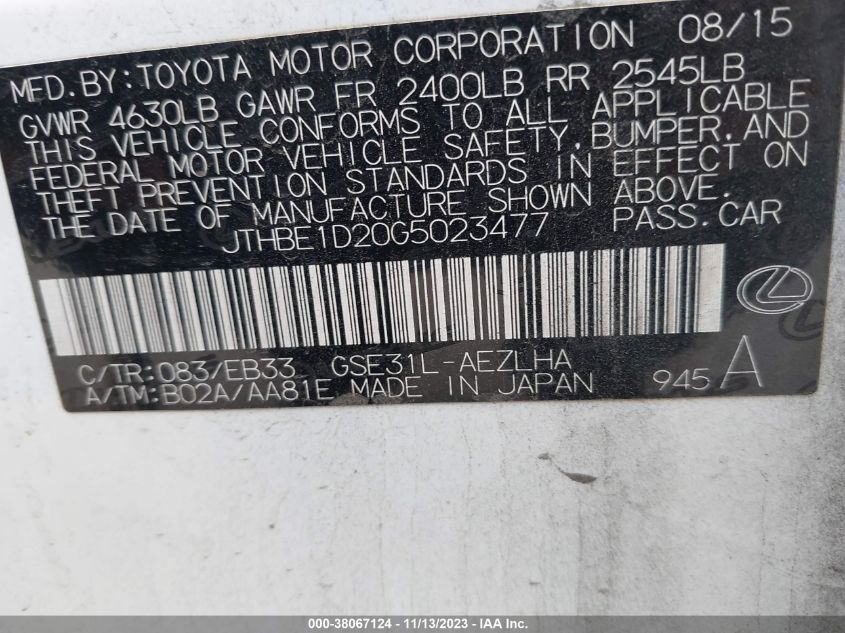 MFD.BY:TOYOTA MOTOR CORPORATION 08/15
GVWR 4630LB GAWR FR 2400LB RR 2545LB
THIS VEHICLE CONFORMS TO ALL APPLICABLE
FEDERAL MOTOR VEHICLE SAFETY,BUMPER,AND
THEFT PREVENTION STANDARDS IN EFFECT ON
THE DATE OF MANUFACTURE SHOWN ABOVE.
JTHBE1D20G5023477 PASS.CAR
C/TR:083/EB33 GSE31L-AEZLHA
A/TM:B02A/AA81E MADE IN JAPAN 945 A
000-38067124 - 11/13/2023 - IAA Inc.